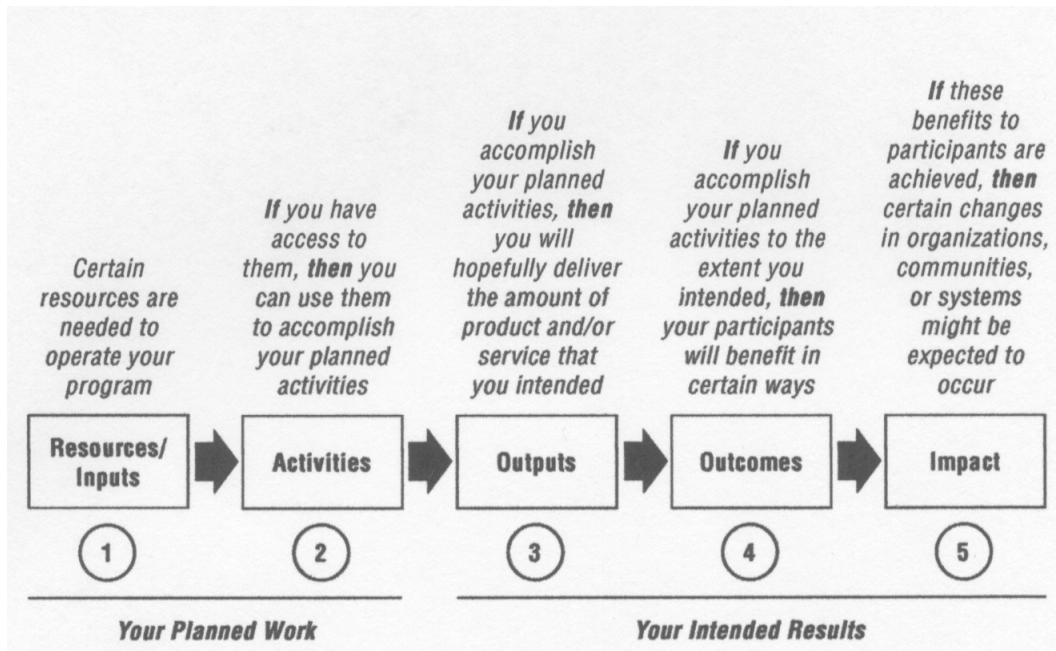 Certain
resources are
needed to
operate your
program
If you have
access to
them, then you
can use them
to accomplish
your planned
activities
If you
accomplish
your planned
activities, then
you will
hopefully deliver
the amount of
product and/or
service that
you intended
If you
accomplish
your planned
activities to the
extent you
intended, then
your participants
will benefit in
certain ways
If these
benefits to
participants are
achieved, then
certain changes
in organizations,
communities,
or systems
might be
expected to
occur
Resources/
Inputs
Activities
Outputs
Outcomes
Impact
1
2
3
4
5
Your Planned Work
Your Intended Results